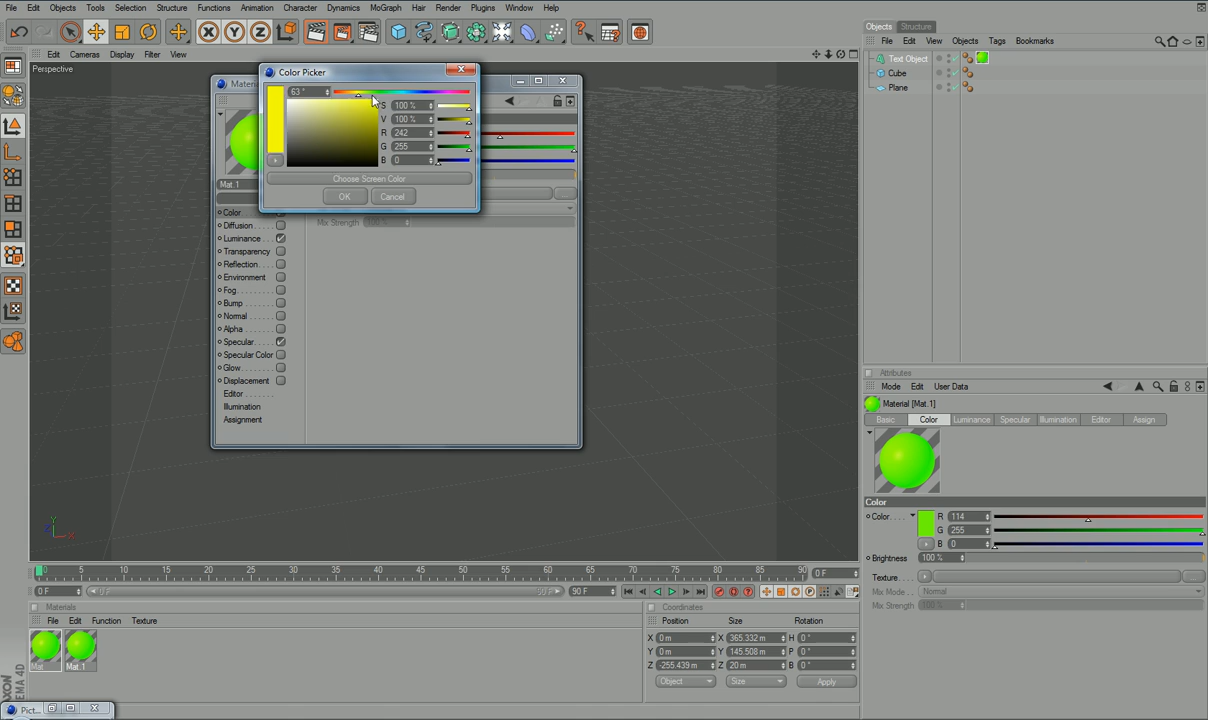 File Edit Objects Tools Selection Structure Functions Animation Character Dynamics MoGraph Hair Render Plugins Window Help
Edit Cameras Display Filter View
Perspective
Color Picker
63 °
S 100 %
V 100 %
R 242
G 255
B 0
Choose Screen Color
OK Cancel
Mat.1
Color
Diffusion
Luminance
Transparency
Reflection
Environment
Fog
Bump
Normal
Alpha
Specular
Specular Color
Glow
Displacement
Editor
Illumination
Assignment
Mix Strength 100 %
Objects Structure
File Edit View Objects Tags Bookmarks
Text Object
Cube
Plane
Attributes
Mode Edit User Data
Material [Mat.1]
Basic Color Luminance Specular Illumination Editor Assign
Color
Color R 114
G 255
B 0
Brightness 100 %
Texture
Mix Mode Normal
Mix Strength 100 %
0 5 10 15 20 25 30 35 40 45 50 55 60 65 70 75 80 85 90 0 F
0 F 0 F 90 F 90 F
Materials
File Edit Function Texture
Mat Mat.1
Coordinates
Position Size Rotation
X 0 m X 365.332 m H 0 °
Y 0 m Y 145.508 m P 0 °
Z -255.439 m Z 20 m B 0 °
Object Size Apply
Pict...